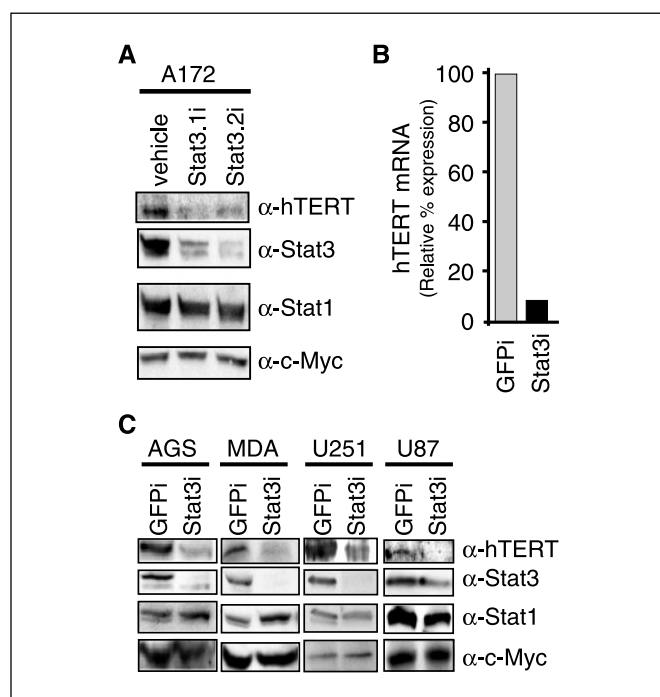 A
A172
vehicle
Stat3.1i
Stat3.2i
α-hTERT
α-Stat3
α-Stat1
α-c-Myc
B
hTERT mRNA
(Relative % expression)
100
80
60
40
20
0
GFPi
Stat3i
C
AGS MDA U251 U87
GFPi Stat3i GFPi Stat3i GFPi Stat3i GFPi Stat3i
α-hTERT
α-Stat3
α-Stat1
α-c-Myc